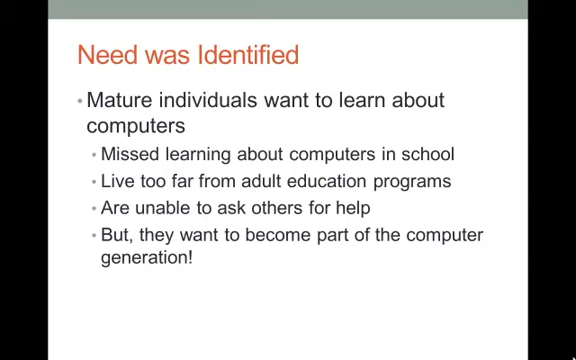 Need was Identified
• Mature individuals want to learn about
computers
• Missed learning about computers in school
• Live too far from adult education programs
• Are unable to ask others for help
• But, they want to become part of the computer
generation!